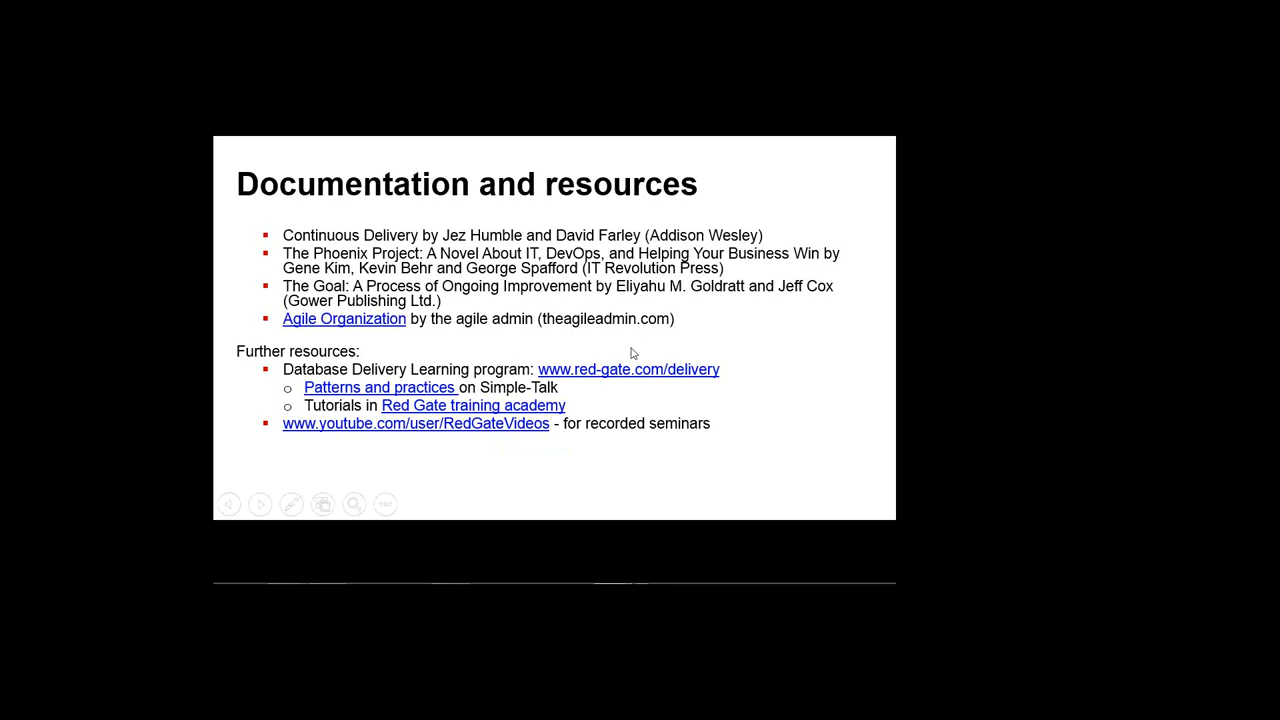 Documentation and resources
Continuous Delivery by Jez Humble and David Farley (Addison Wesley)
The Phoenix Project: A Novel About IT, DevOps, and Helping Your Business Win by
Gene Kim, Kevin Behr and George Spafford (IT Revolution Press)
The Goal: A Process of Ongoing Improvement by Eliyahu M. Goldratt and Jeff Cox
(Gower Publishing Ltd.)
Agile Organization by the agile admin (theagileadmin.com)
Further resources:
Database Delivery Learning program: www.red-gate.com/delivery
Patterns and practices on Simple-Talk
Tutorials in Red Gate training academy
www.youtube.com/user/RedGateVideos - for recorded seminars